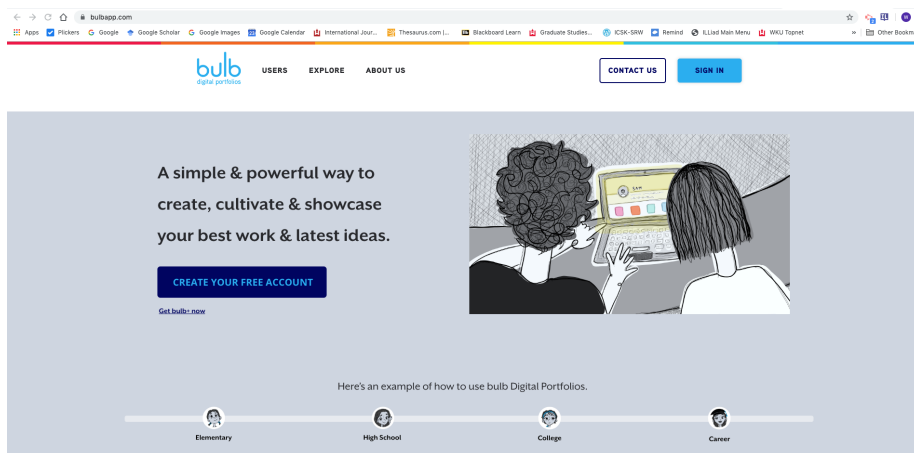 bulbapp.com
Apps Plickers Google Google Scholar Google Images Google Calendar International Jour... Thesaurus.com |... Blackboard Learn Graduate Studies... ICSK-SRW Remind ILLiad Main Menu WKU Topnet » Other Bookm
bulb
digital portfolios
USERS EXPLORE ABOUT US CONTACT US SIGN IN
A simple & powerful way to
create, cultivate & showcase
your best work & latest ideas.
CREATE YOUR FREE ACCOUNT
Get bulb+ now
Here's an example of how to use bulb Digital Portfolios.
Elementary High School College Career